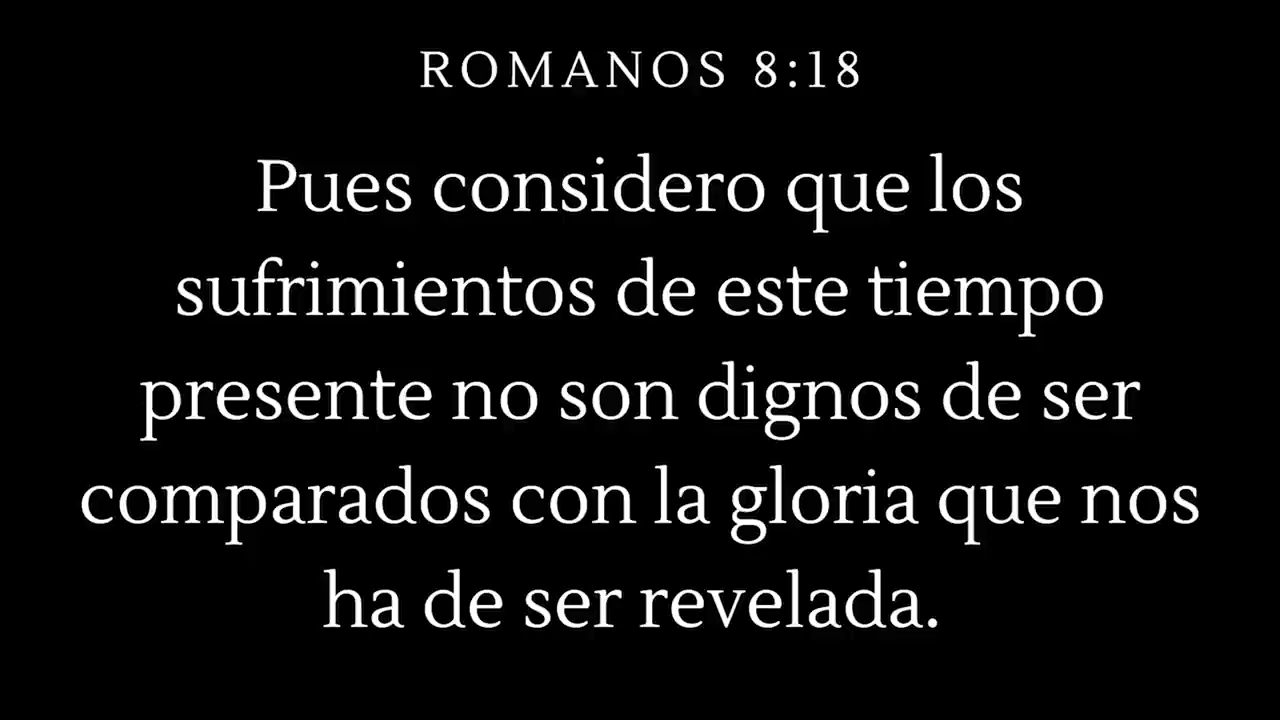 ROMANOS 8:18
Pues considero que los
sufrimientos de este tiempo
presente no son dignos de ser
comparados con la gloria que nos
ha de ser revelada.